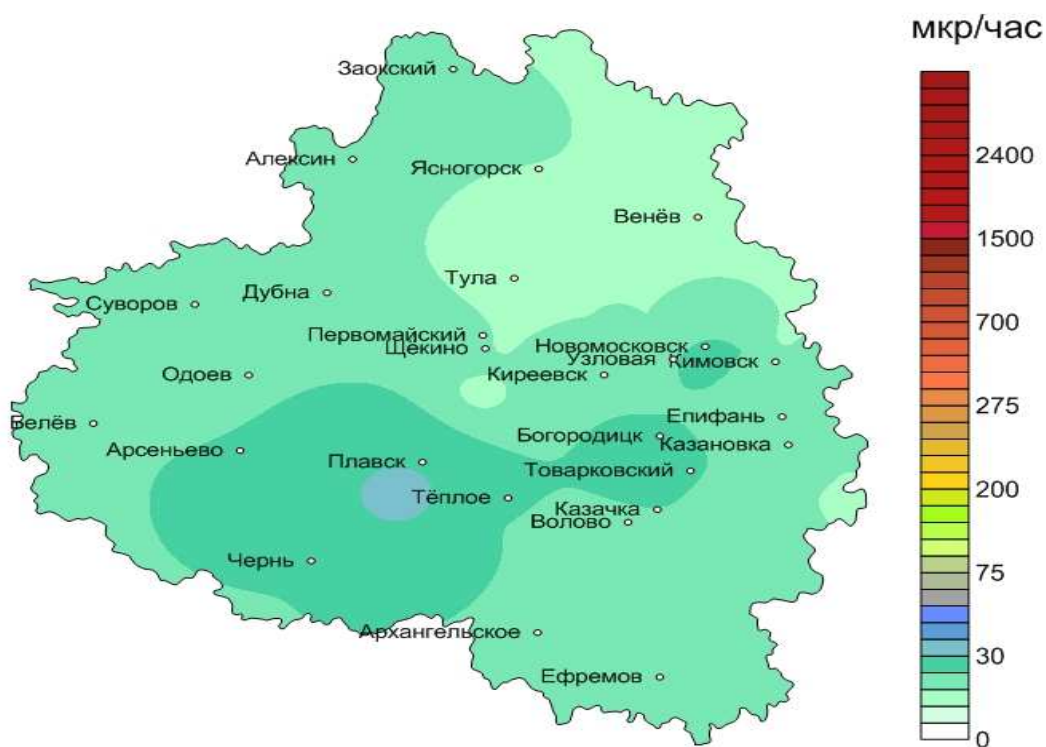 мкр/час
Заокский
Алексин
Ясногорск
2400
Венёв
1500
Тула
Дубна
Суворов
700
Первомайский
Щёкино
Новомосковск
Узловая
Кимовск
Киреевск
Одоев
275
Епифань
Белёв
Богородицк
Казановка
Арсеньево
Плавск
Товарковский
200
Тёплое
Казачка
Волово
Чернь
75
Архангельское
30
Ефремов
0